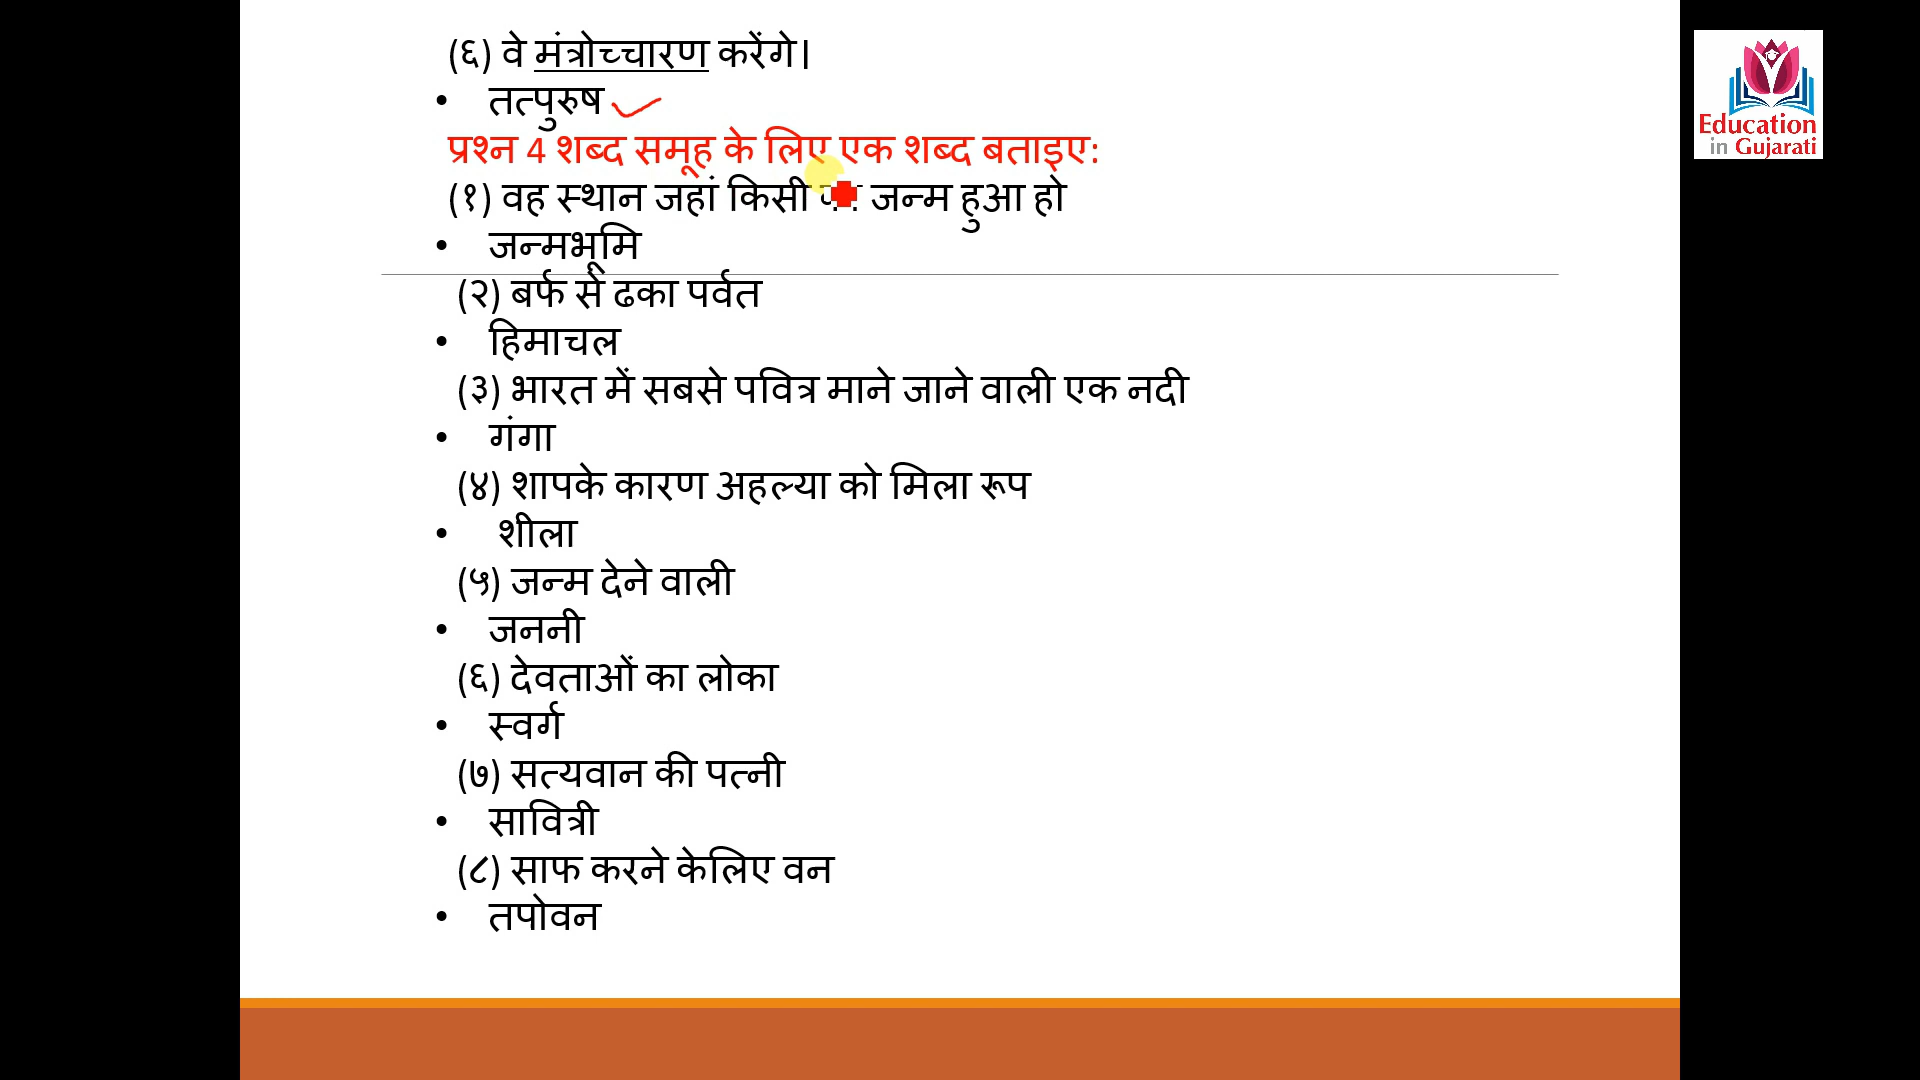 (६) वे मंत्रोच्चारण करेंगे।
• तत्पुरुष
प्रश्न 4 शब्द समूह के लिए एक शब्द बताइए:
(१) वह स्थान जहां किसी जन्म हुआ हो
• जन्मभूमि
(२) बर्फ से ढका पर्वत
• हिमाचल
(३) भारत में सबसे पवित्र माने जाने वाली एक नदी
• गंगा
(४) शापके कारण अहल्या को मिला रूप
• शीला
(५) जन्म देने वाली
• जननी
(६) देवताओं का लोका
• स्वर्ग
(७) सत्यवान की पत्नी
• सावित्री
(८) साफ करने केलिए वन
• तपोवन
Education
in Gujarati